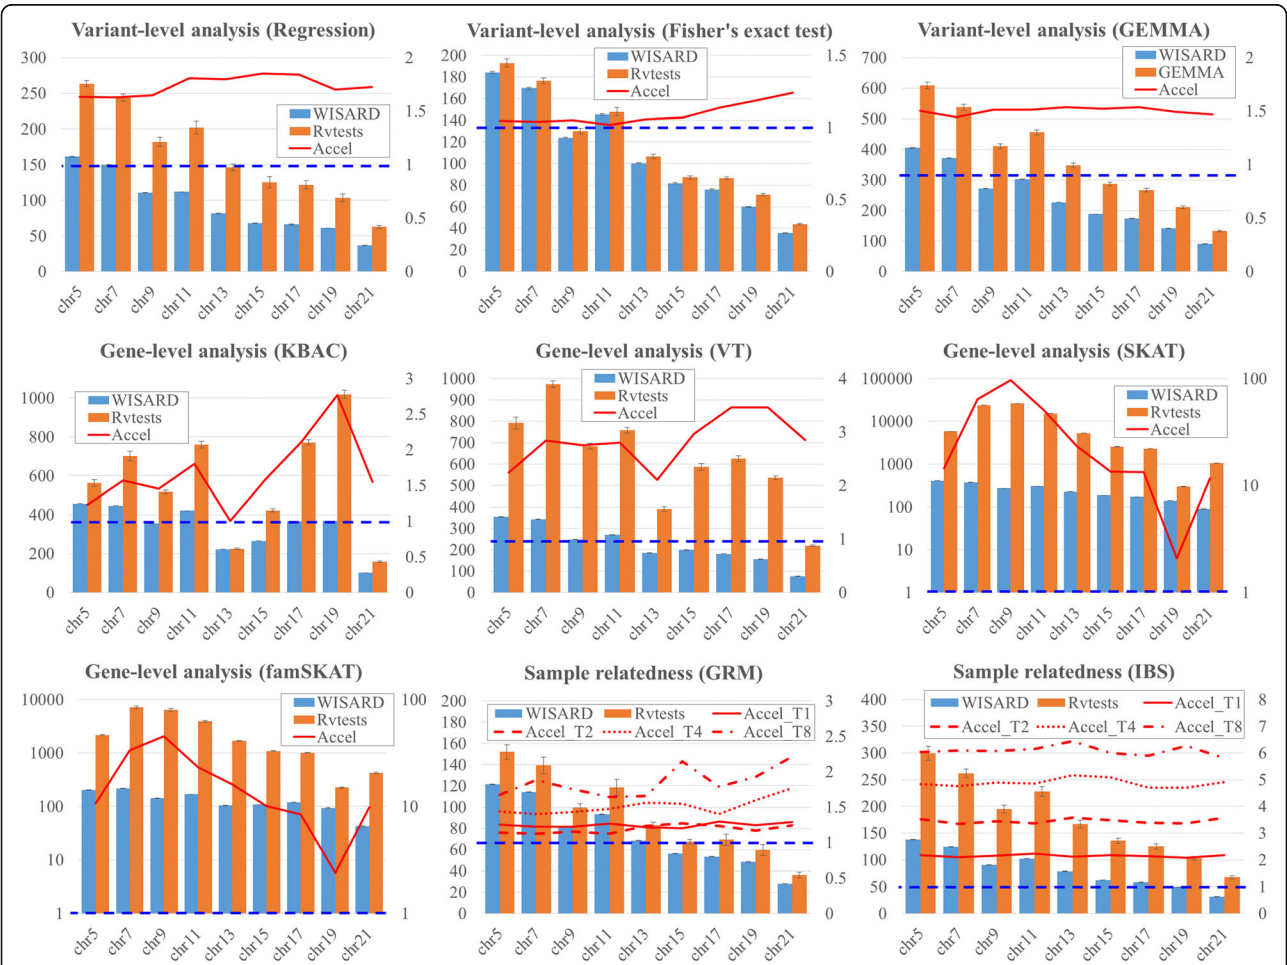 Variant-level analysis (Regression)
300
250
200
150
100
50
0
2
1.5
1
0.5
0
WISARD
Rvtests
Accel
chr5 chr7 chr9 chr11 chr13 chr15 chr17 chr19 chr21
Variant-level analysis (Fisher's exact test)
200
180
160
140
120
100
80
60
40
20
0
1.5
1
0.5
0
WISARD
Rvtests
Accel
chr5 chr7 chr9 chr11 chr13 chr15 chr17 chr19 chr21
Variant-level analysis (GEMMA)
700
600
500
400
300
200
100
0
2
1.5
1
0.5
0
WISARD
GEMMA
Accel
chr5 chr7 chr9 chr11 chr13 chr15 chr17 chr19 chr21
Gene-level analysis (KBAC)
1000
800
600
400
200
0
3
2.5
2
1.5
1
0.5
0
WISARD
Rvtests
Accel
chr5 chr7 chr9 chr11 chr13 chr15 chr17 chr19 chr21
Gene-level analysis (VT)
1000
900
800
700
600
500
400
300
200
100
0
4
3
2
1
0
WISARD
Rvtests
Accel
chr5 chr7 chr9 chr11 chr13 chr15 chr17 chr19 chr21
Gene-level analysis (SKAT)
100000
10000
1000
100
10
1
100
10
1
WISARD
Rvtests
Accel
chr5 chr7 chr9 chr11 chr13 chr15 chr17 chr19 chr21
Gene-level analysis (famSKAT)
10000
1000
100
10
1
100
10
1
WISARD
Rvtests
Accel
chr5 chr7 chr9 chr11 chr13 chr15 chr17 chr19 chr21
Sample relatedness (GRM)
200
180
160
140
120
100
80
60
40
20
0
3
2.5
2
1.5
1
0.5
0
WISARD Rvtests Accel_T1
Accel_T2 Accel_T4 Accel_T8
chr5 chr7 chr9 chr11 chr13 chr15 chr17 chr19 chr21
Sample relatedness (IBS)
400
350
300
250
200
150
100
50
0
8
7
6
5
4
3
2
1
0
WISARD Rvtests Accel_T1
Accel_T2 Accel_T4 Accel_T8
chr5 chr7 chr9 chr11 chr13 chr15 chr17 chr19 chr21